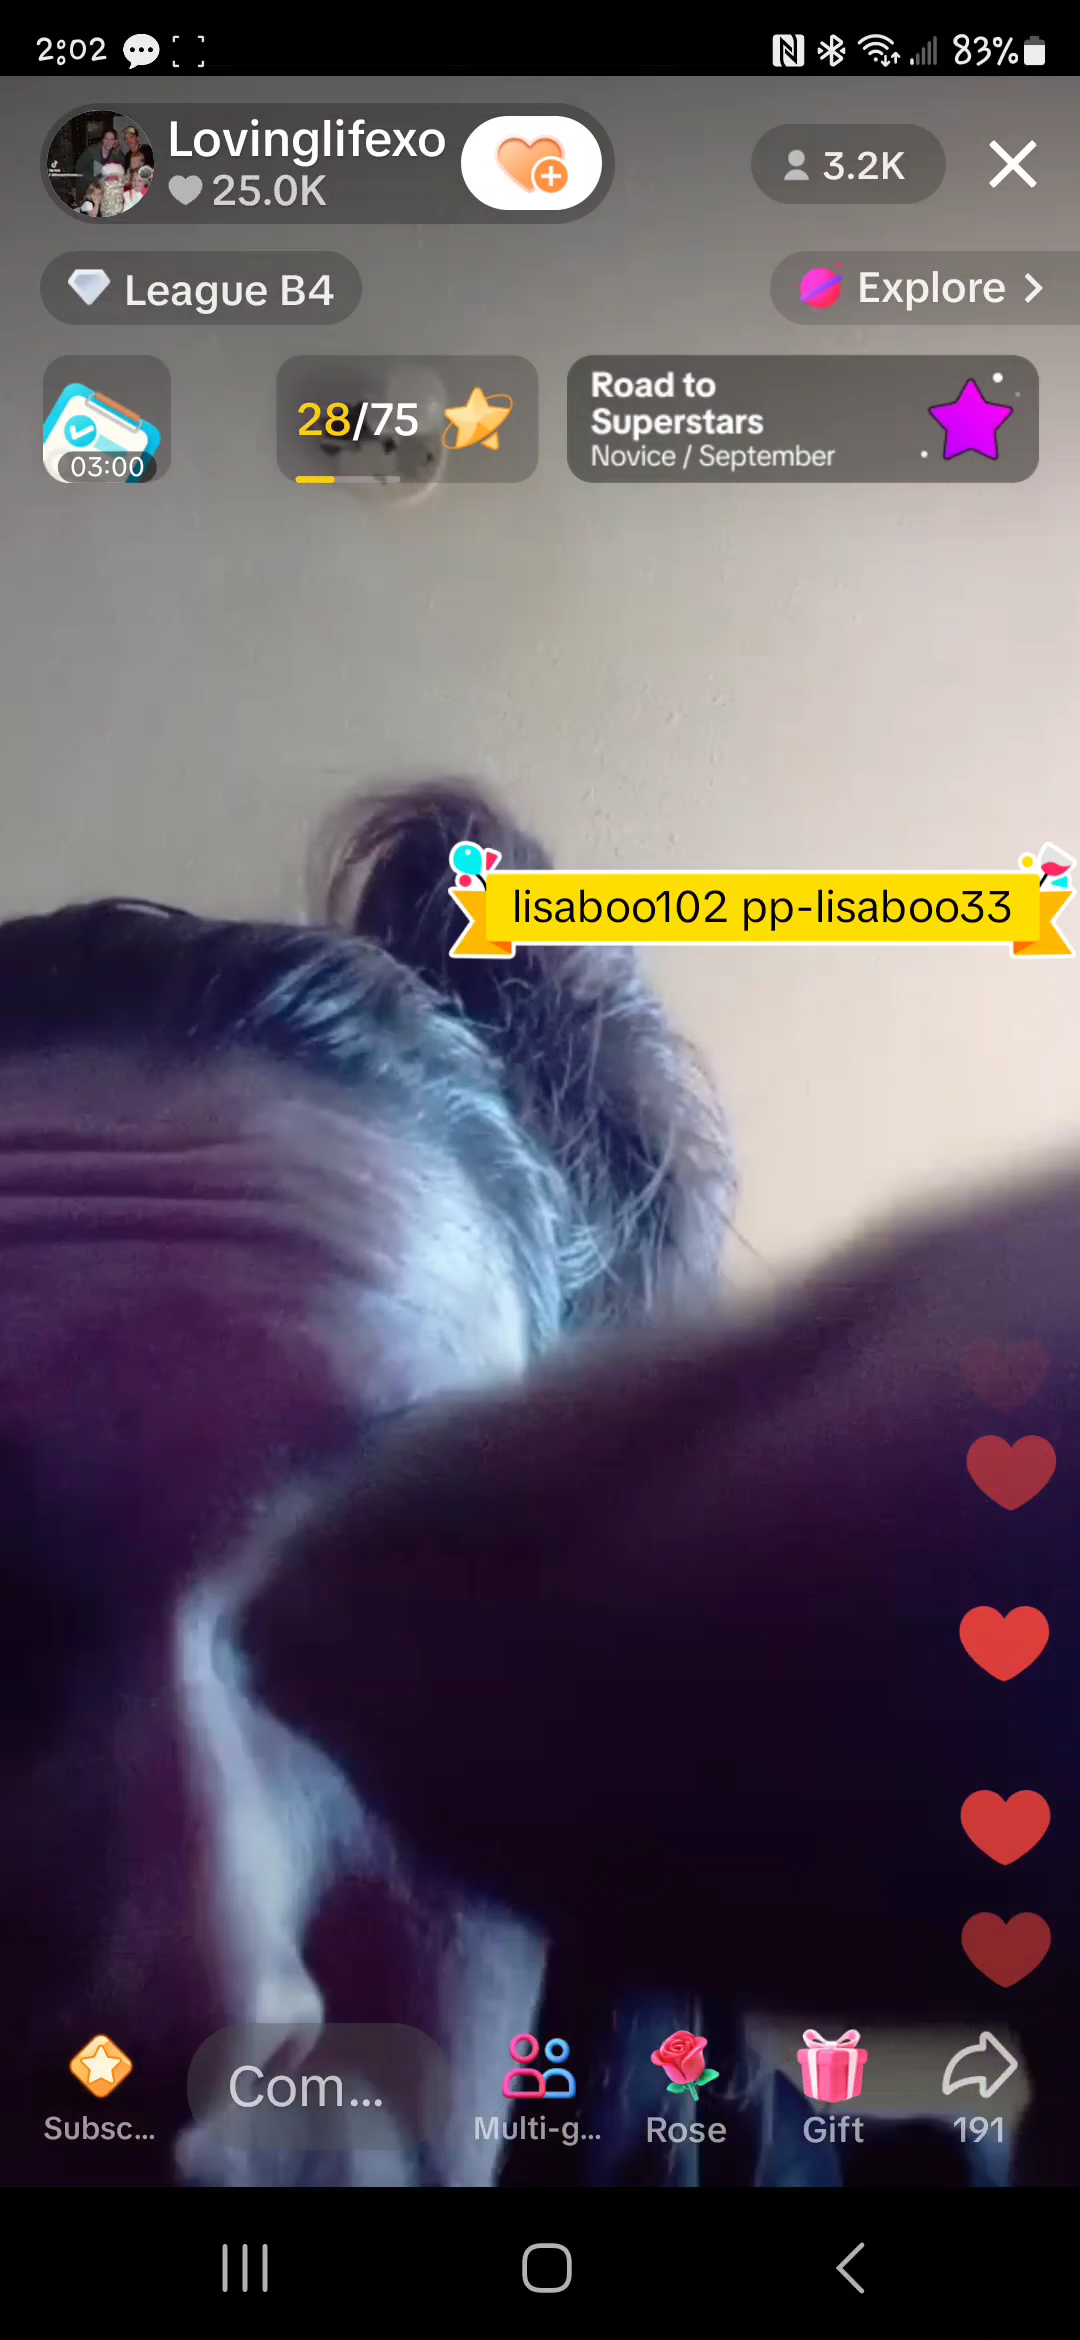 2:02 83%
Lovinglifexo
25.0K
3.2K
League B4
Explore
03:00
28/75
Road to
Superstars
Novice / September
lisaboo102 pp-lisaboo33
Com...
Subsc...
Multi-g...
Rose
Gift
191